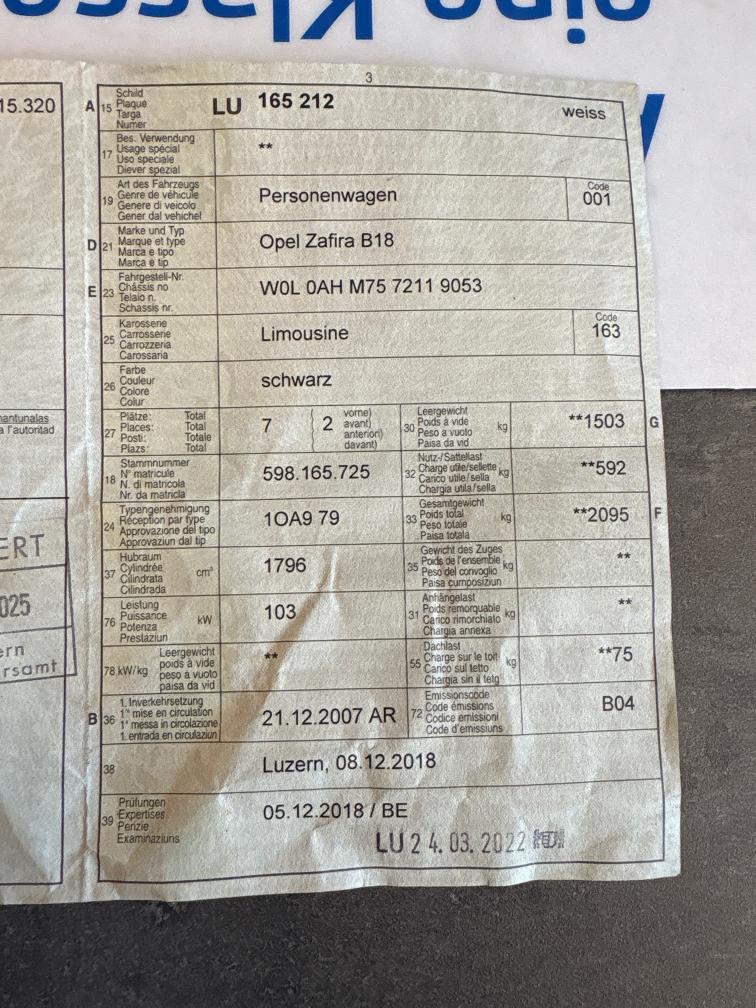 eine Klasse
3
15.320
A 15 Schild
Plaque
Targa
Numer
LU 165 212 weiss
17 Bes. Verwendung
Usage spécial
Uso speciale
Diever spezial
**
19 Art des Fahrzeugs
Genre de véhicule
Genere di veicolo
Gener dal vehichel
Personenwagen
Code
001
D 21 Marke und Typ
Marque et type
Marca e tipo
Marca e tip
Opel Zafira B18
E 23 Fahrgestell-Nr.
Châssis no
Telaio n.
Schassis nr.
W0L 0AH M75 7211 9053
25 Karosserie
Carrosserie
Carrozzeria
Carossaria
Limousine
Code
163
26 Farbe
Couleur
Colore
Colur
schwarz
antunalas
a l'autoritad
27 Plätze: Total
Places: Total
Posti: Totale
Plazs: Total
7 2 vorne)
avant)
anteriori)
davant)
30 Leergewicht
Poids à vide
Peso a vuoto
Paisa da vid
kg **1503 G
18 Stammnummer
N° matricule
N. di matricola
Nr. da matricla
598.165.725
32 Nutz-/Sattellast
Charge utile/sellette
Carico utile/sella
Chargia utila/sella
kg **592
24 Typengenehmigung
Réception par type
Approvazione del tipo
Approvaziun dal tip
1OA9 79
33 Gesamtgewicht
Poids total
Peso totale
Paisa totala
kg **2095 F
ERT
37 Hubraum
Cylindrée
Cilindrata
Cilindrada
cm³ 1796
35 Gewicht des Zuges
Poids de l'ensemble
Peso del convoglio
Paisa cumposiziun
kg **
025
76 Leistung
Puissance
Potenza
Prestaziun
kW 103
31 Anhängelast
Poids remorquable
Carico rimorchiato
Chargia annexa
kg **
ern
rsamt
78 kW/kg Leergewicht
poids à vide
peso a vuoto
paisa da vid
**
55 Dachlast
Charge sur le toit
Carico sul tetto
Chargia sin il tetg
kg **75
B 36 1. Inverkehrsetzung
1re mise en circulation
1a messa in circolazione
1. entrada en circulaziun
21.12.2007 AR
72 Emissionscode
Code émissions
Codice emissioni
Code d'emissiuns
B04
38 Luzern, 08.12.2018
39 Prüfungen
Expertises
Perizie
Examinaziuns
05.12.2018 / BE
LU 2 4. 03. 2022